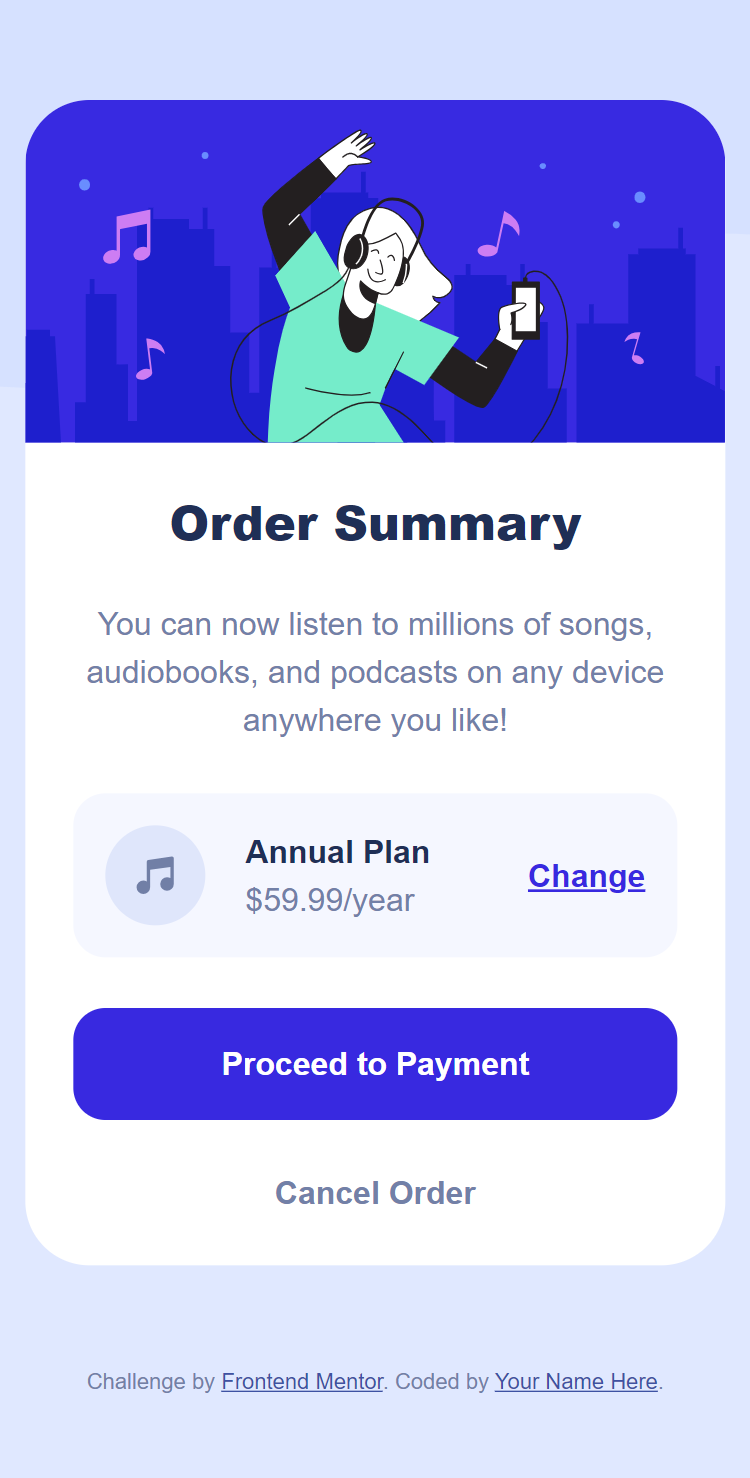 Order Summary
You can now listen to millions of songs,
audiobooks, and podcasts on any device
anywhere you like!
Annual Plan
$59.99/year
Change
Proceed to Payment
Cancel Order
Challenge by Frontend Mentor. Coded by Your Name Here.